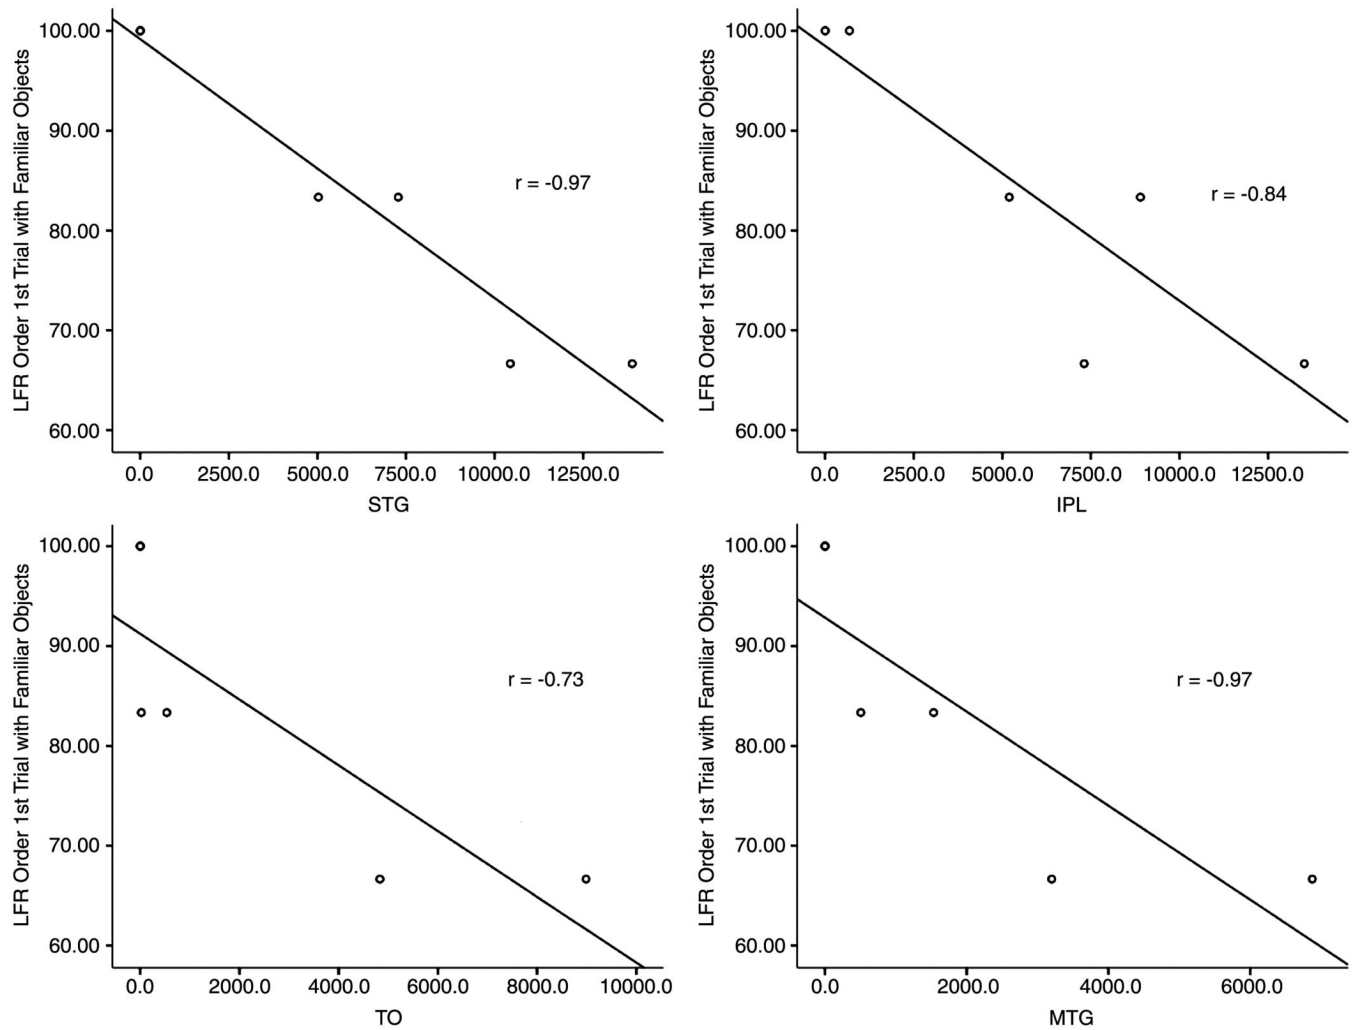 LFR Order 1st Trial with Familiar Objects
100.00
90.00
80.00
70.00
60.00
r = -0.97
0.0 2500.0 5000.0 7500.0 10000.0 12500.0
STG
LFR Order 1st Trial with Familiar Objects
100.00
90.00
80.00
70.00
60.00
r = -0.84
0.0 2500.0 5000.0 7500.0 10000.0 12500.0
IPL
LFR Order 1st Trial with Familiar Objects
100.00
90.00
80.00
70.00
60.00
r = -0.73
0.0 2000.0 4000.0 6000.0 8000.0 10000.0
TO
LFR Order 1st Trial with Familiar Objects
100.00
90.00
80.00
70.00
60.00
r = -0.97
0.0 2000.0 4000.0 6000.0
MTG